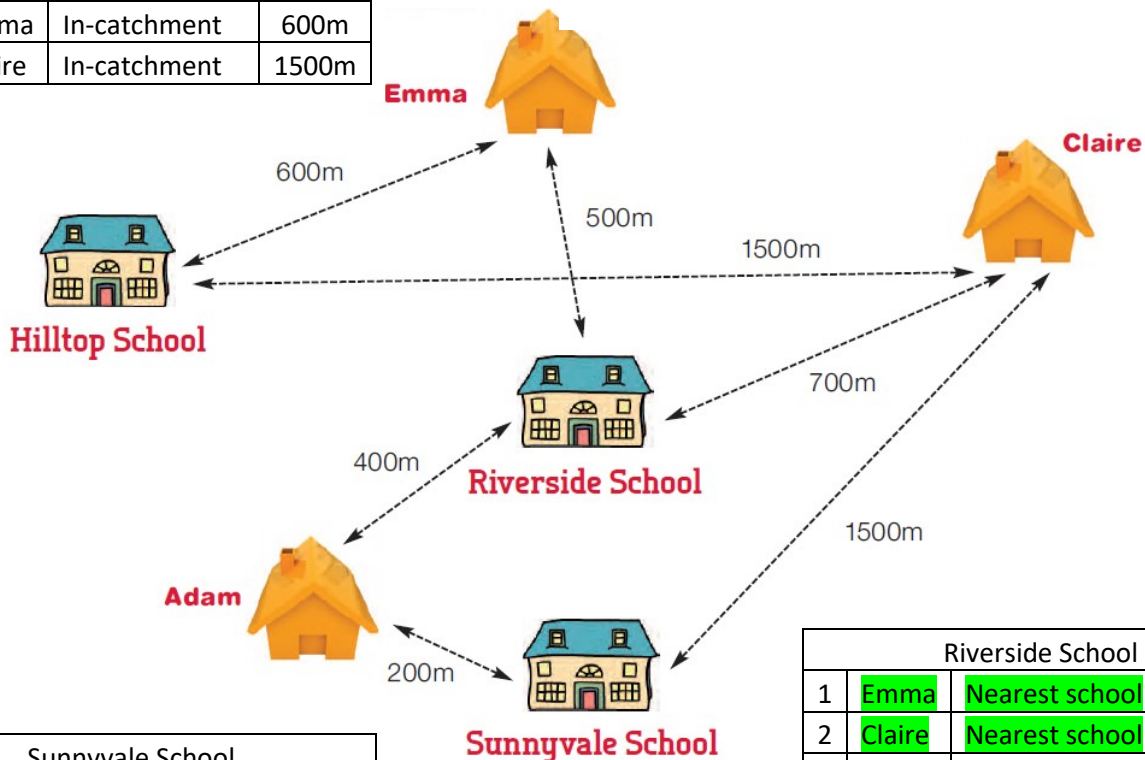 In-catchment 600m
In-catchment 1500m
Emma
Claire
600m
500m
1500m
Hilltop School
700m
400m
Riverside School
1500m
Adam
200m
Riverside School
1 Emma Nearest school
2 Claire Nearest school
Sunnyvale School
Sunnyvale School